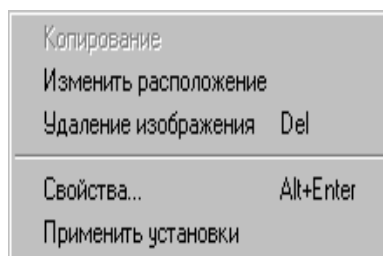 Копирование
Изменить расположение
Удаление изображения Del
Свойства... Alt+Enter
Применить установки